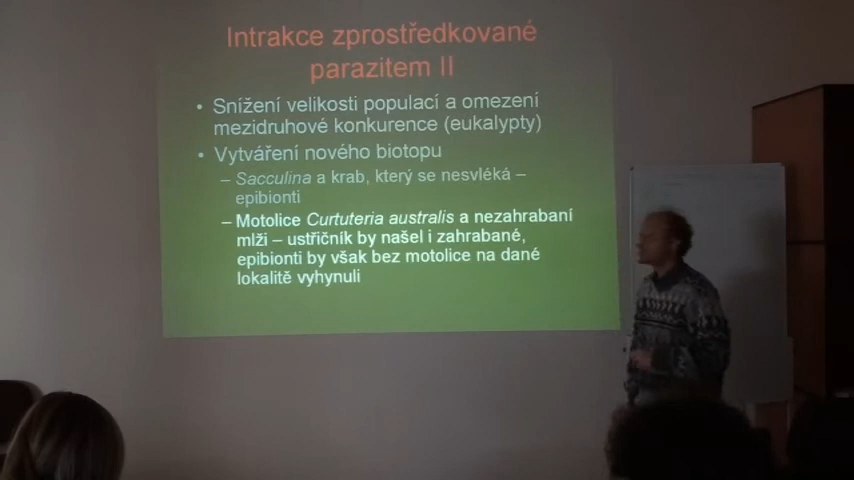 Intrakce zprostředkované
parazitem II
• Snížení velikosti populací a omezení
mezidruhové konkurence (eukalypty)
• Vytváření nového biotopu
– Sacculina a krab, který se nesvléká –
epibionti
– Motolice Curtuteria australis a nezahrabaní
mlži – ustřičník by našel i zahrabané,
epibionti by však bez motolice na dané
lokalitě vyhynuli